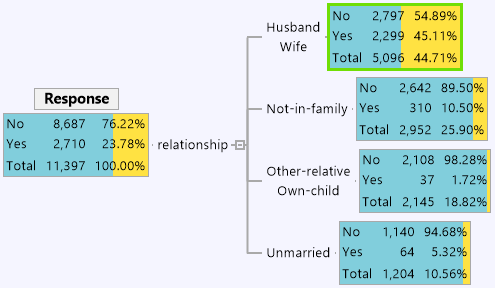 Response
No 8,687 76.22%
Yes 2,710 23.78%
Total 11,397 100.00%
relationship
Husband
Wife
No 2,797 54.89%
Yes 2,299 45.11%
Total 5,096 44.71%
Not-in-family
No 2,642 89.50%
Yes 310 10.50%
Total 2,952 25.90%
Other-relative
Own-child
No 2,108 98.28%
Yes 37 1.72%
Total 2,145 18.82%
Unmarried
No 1,140 94.68%
Yes 64 5.32%
Total 1,204 10.56%